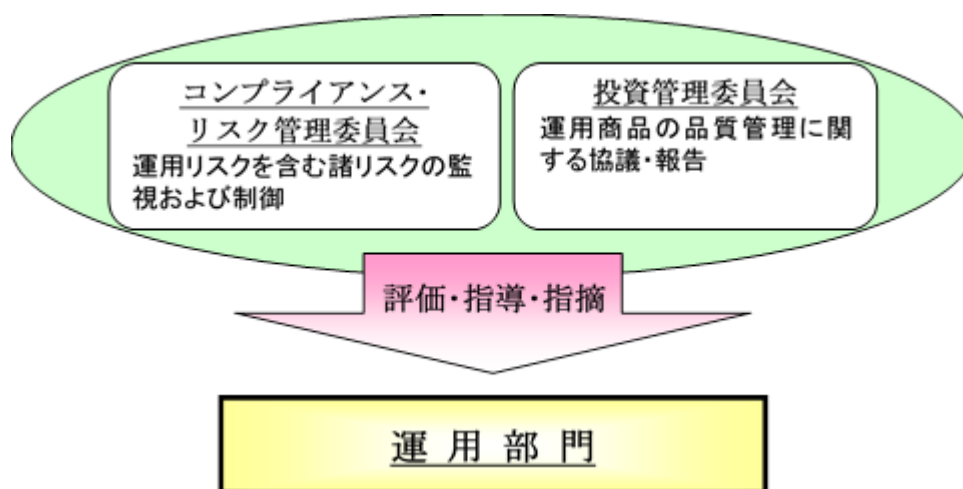 コンプライアンス・
リスク管理委員会
運用リスクを含む諸リスクの監
視および制御
投資管理委員会
運用商品の品質管理に関
する協議・報告
評価・指導・指摘
運用部門